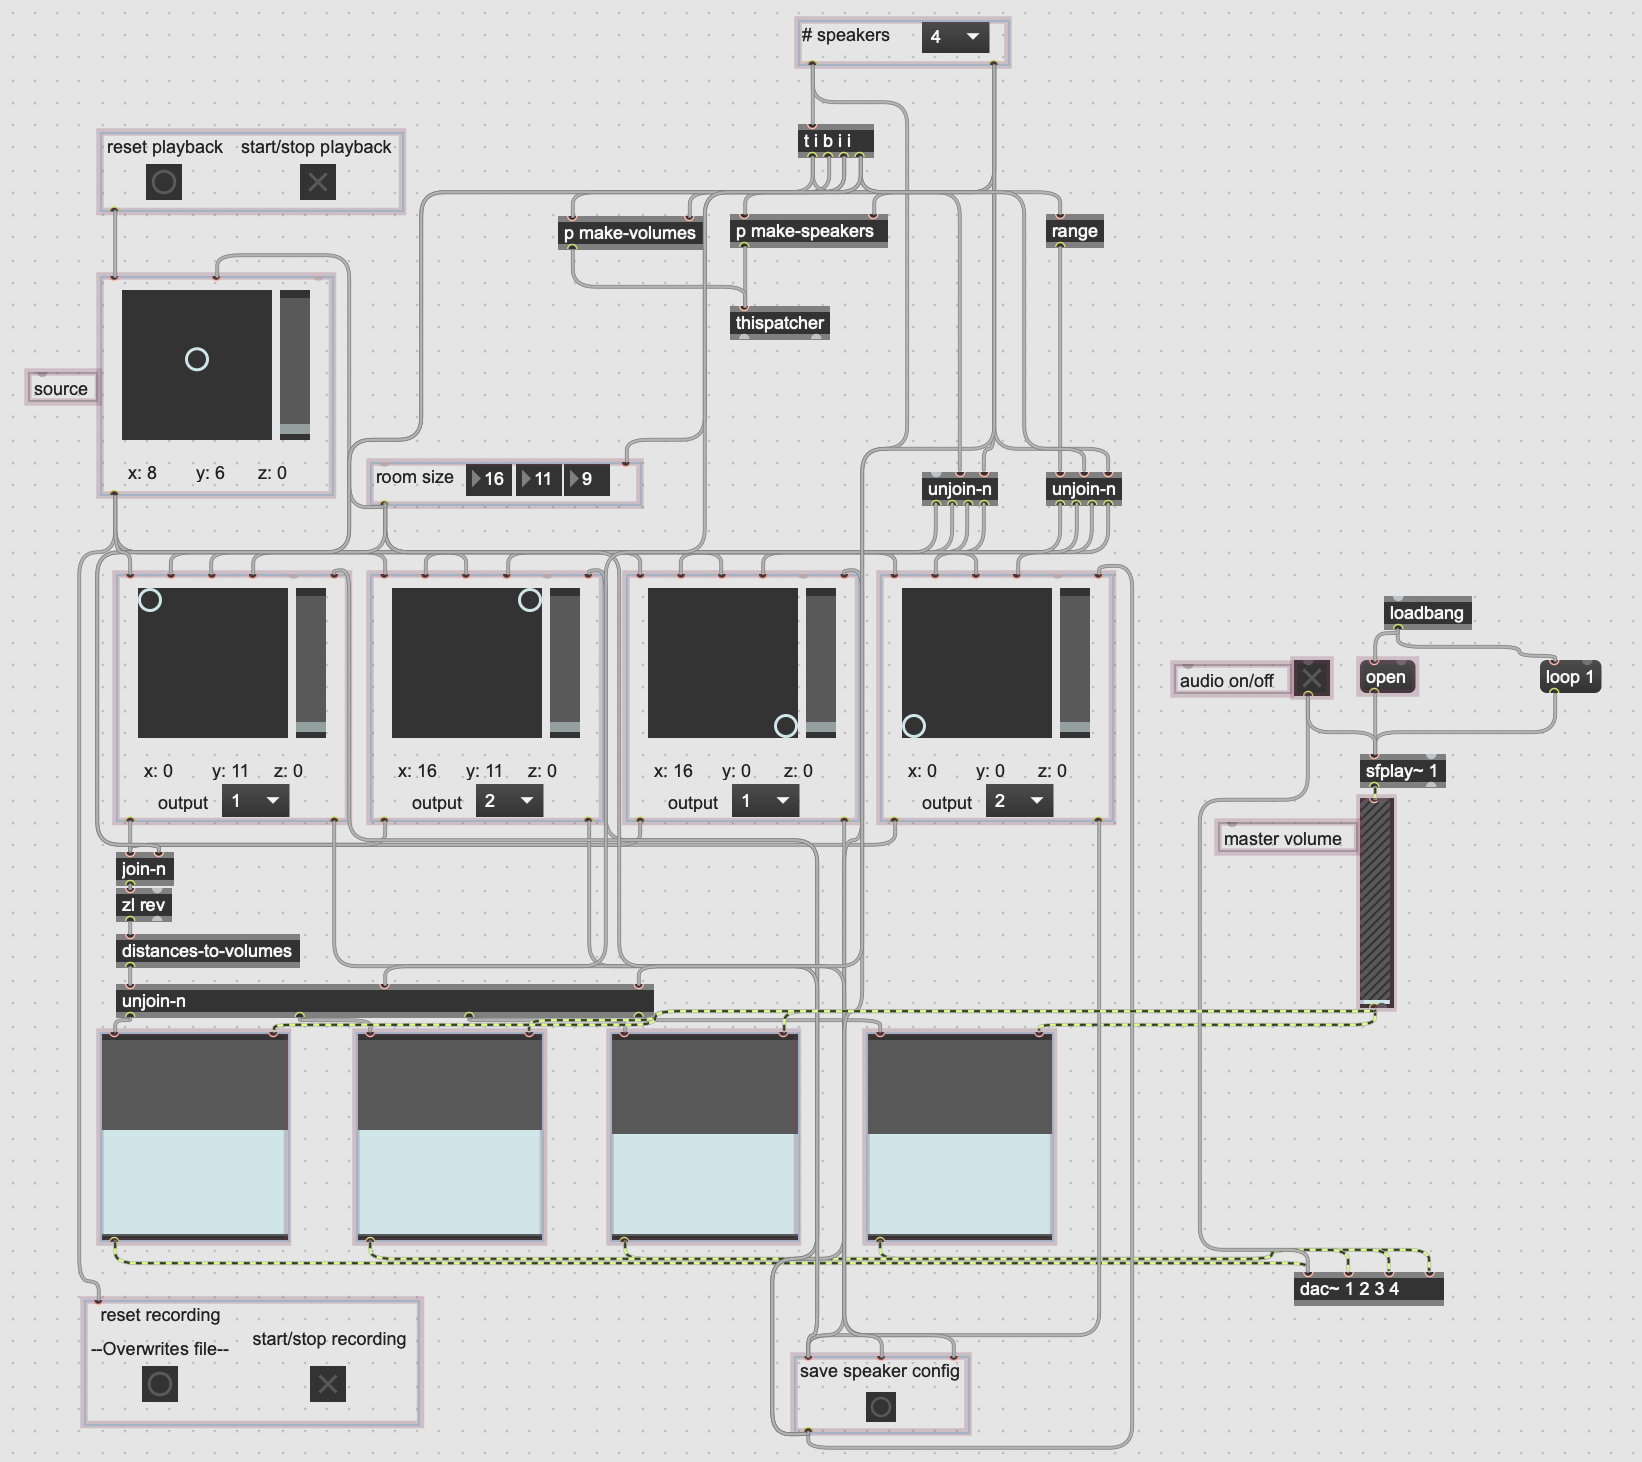 # speakers 4
t i b i i
reset playback start/stop playback
p make-volumes p make-speakers range
thispatcher
source
x: 8 y: 6 z: 0
room size 16 11 9
unjoin-n unjoin-n
loadbang
audio on/off open loop 1
x: 0 y: 11 z: 0
output 1
x: 16 y: 11 z: 0
output 2
x: 16 y: 0 z: 0
output 1
x: 0 y: 0 z: 0
output 2
sfplay~ 1
master volume
join-n
zl rev
distances-to-volumes
unjoin-n
dac~ 1 2 3 4
reset recording
--Overwrites file--
start/stop recording
save speaker config